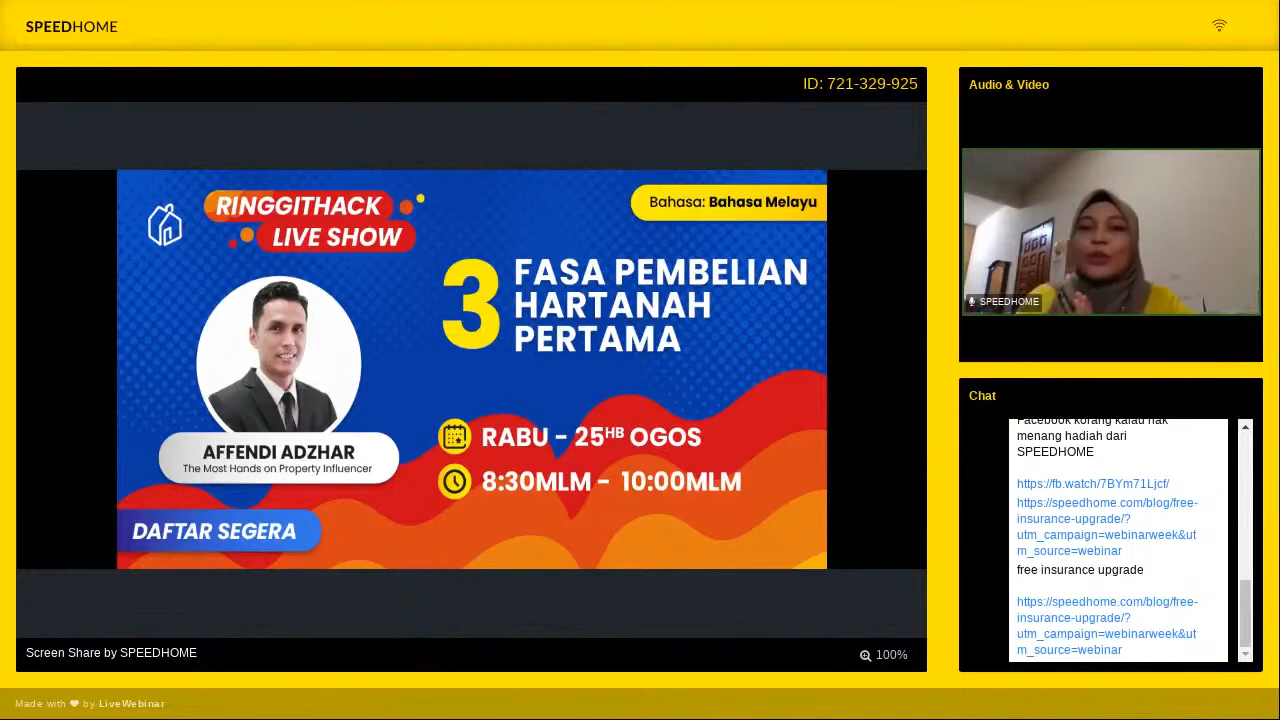 SPEEDHOME
ID: 721-329-925
RINGGITHACK
LIVE SHOW
Bahasa: Bahasa Melayu
3 FASA PEMBELIAN
HARTANAH
PERTAMA
AFFENDI ADZHAR
The Most Hands on Property Influencer
RABU - 25HB OGOS
8:30MLM - 10:00MLM
DAFTAR SEGERA
Screen Share by SPEEDHOME
100%
Audio & Video
SPEEDHOME
Chat
Facebook korang kalau nak
menang hadiah dari
SPEEDHOME
https://fb.watch/7BYm71Ljcf/
https://speedhome.com/blog/free-
insurance-upgrade/?
utm_campaign=webinarweek&ut
m_source=webinar
free insurance upgrade
https://speedhome.com/blog/free-
insurance-upgrade/?
utm_campaign=webinarweek&ut
m_source=webinar
Made with ❤ by LiveWebinar